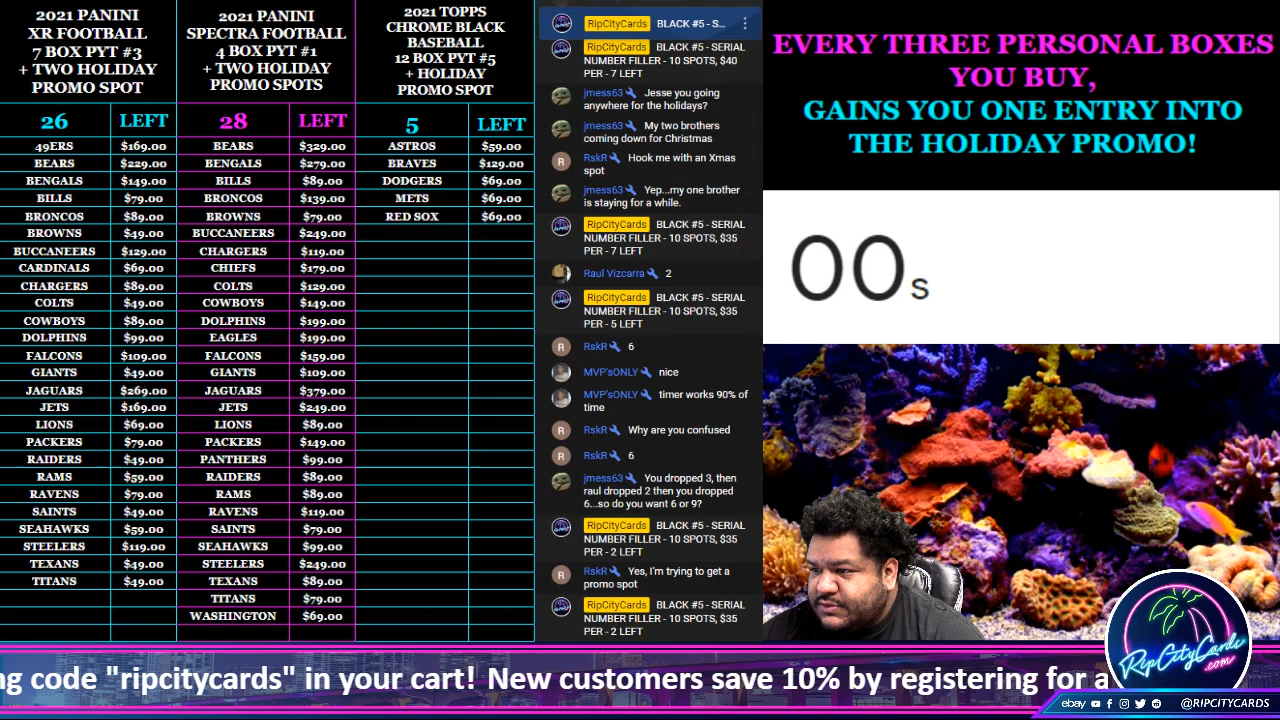 2021 PANINI
XR FOOTBALL
7 BOX PYT #3
+ TWO HOLIDAY
PROMO SPOT
26 LEFT
49ERS $169.00
BEARS $229.00
BENGALS $149.00
BILLS $79.00
BRONCOS $89.00
BROWNS $49.00
BUCCANEERS $129.00
CARDINALS $69.00
CHARGERS $89.00
COLTS $49.00
COWBOYS $89.00
DOLPHINS $99.00
FALCONS $109.00
GIANTS $49.00
JAGUARS $269.00
JETS $169.00
LIONS $69.00
PACKERS $79.00
RAIDERS $49.00
RAMS $59.00
RAVENS $79.00
SAINTS $49.00
SEAHAWKS $59.00
STEELERS $119.00
TEXANS $49.00
TITANS $49.00
2021 PANINI
SPECTRA FOOTBALL
4 BOX PYT #1
+ TWO HOLIDAY
PROMO SPOTS
28 LEFT
BEARS $329.00
BENGALS $279.00
BILLS $89.00
BRONCOS $139.00
BROWNS $79.00
BUCCANEERS $249.00
CHARGERS $119.00
CHIEFS $179.00
COLTS $129.00
COWBOYS $149.00
DOLPHINS $199.00
EAGLES $199.00
FALCONS $159.00
GIANTS $109.00
JAGUARS $379.00
JETS $249.00
LIONS $89.00
PACKERS $149.00
PANTHERS $99.00
RAIDERS $89.00
RAMS $89.00
RAVENS $119.00
SAINTS $79.00
SEAHAWKS $99.00
STEELERS $249.00
TEXANS $89.00
TITANS $79.00
WASHINGTON $69.00
2021 TOPPS
CHROME BLACK
BASEBALL
12 BOX PYT #5
+ HOLIDAY
PROMO SPOT
5 LEFT
ASTROS $59.00
BRAVES $129.00
DODGERS $69.00
METS $69.00
RED SOX $69.00
RipCityCards BLACK #5 - S...
RipCityCards BLACK #5 - SERIAL
NUMBER FILLER - 10 SPOTS, $40
PER - 7 LEFT
jmess63 Jesse you going
anywhere for the holidays?
jmess63 My two brothers
coming down for Christmas
RskR Hook me with an Xmas
spot
jmess63 Yep...my one brother
is staying for a while.
RipCityCards BLACK #5 - SERIAL
NUMBER FILLER - 10 SPOTS, $35
PER - 7 LEFT
Raul Vizcarra 2
RipCityCards BLACK #5 - SERIAL
NUMBER FILLER - 10 SPOTS, $35
PER - 5 LEFT
R RskR 6
MVP'sONLY nice
MVP'sONLY timer works 90% of
time
R RskR Why are you confused
R RskR 6
jmess63 You dropped 3, then
raul dropped 2 then you dropped
6...so do you want 6 or 9?
RipCityCards BLACK #5 - SERIAL
NUMBER FILLER - 10 SPOTS, $35
PER - 2 LEFT
R RskR Yes, I'm trying to get a
promo spot
RipCityCards BLACK #5 - SERIAL
NUMBER FILLER - 10 SPOTS, $35
PER - 2 LEFT
EVERY THREE PERSONAL BOXES
YOU BUY,
GAINS YOU ONE ENTRY INTO
THE HOLIDAY PROMO!
00s
RipCityCards
.com
ng code "ripcitycards" in your cart! New customers save 10% by registering for a
ebay @RIPCITYCARDS